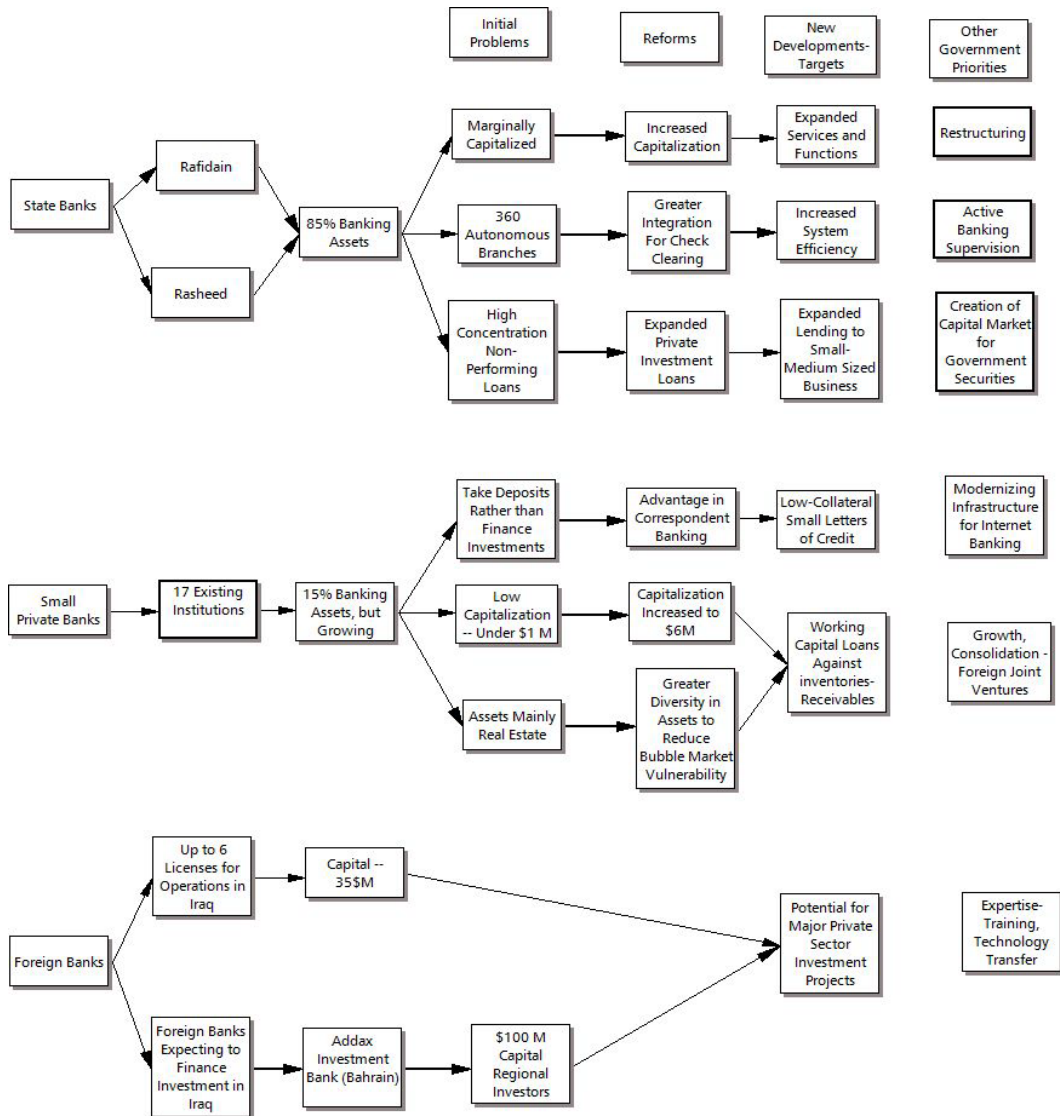 Initial
Problems
Reforms
New
Developments-
Targets
Other
Government
Priorities
State Banks
Rafidain
Rasheed
85% Banking
Assets
Marginally
Capitalized
Increased
Capitalization
Expanded
Services and
Functions
Restructuring
360
Autonomous
Branches
Greater
Integration
For Check
Clearing
Increased
System
Efficiency
Active
Banking
Supervision
High
Concentration
Non-
Performing
Loans
Expanded
Private
Investment
Loans
Expanded
Lending to
Small-
Medium Sized
Business
Creation of
Capital Market
for
Government
Securities
Small
Private Banks
17 Existing
Institutions
15% Banking
Assets, but
Growing
Take Deposits
Rather than
Finance
Investments
Advantage in
Correspondent
Banking
Low-Collateral
Small Letters
of Credit
Modernizing
Infrastructure
for Internet
Banking
Low
Capitalization
-- Under $1 M
Capitalization
Increased to
$6M
Working
Capital Loans
Against
inventories-
Receivables
Growth,
Consolidation -
Foreign Joint
Ventures
Assets Mainly
Real Estate
Greater
Diversity in
Assets to
Reduce
Bubble Market
Vulnerability
Foreign Banks
Up to 6
Licenses for
Operations in
Iraq
Capital --
35$M
Potential for
Major Private
Sector
Investment
Projects
Expertise-
Training,
Technology
Transfer
Foreign Banks
Expecting to
Finance
Investment in
Iraq
Addax
Investment
Bank (Bahrain)
$100 M
Capital
Regional
Investors